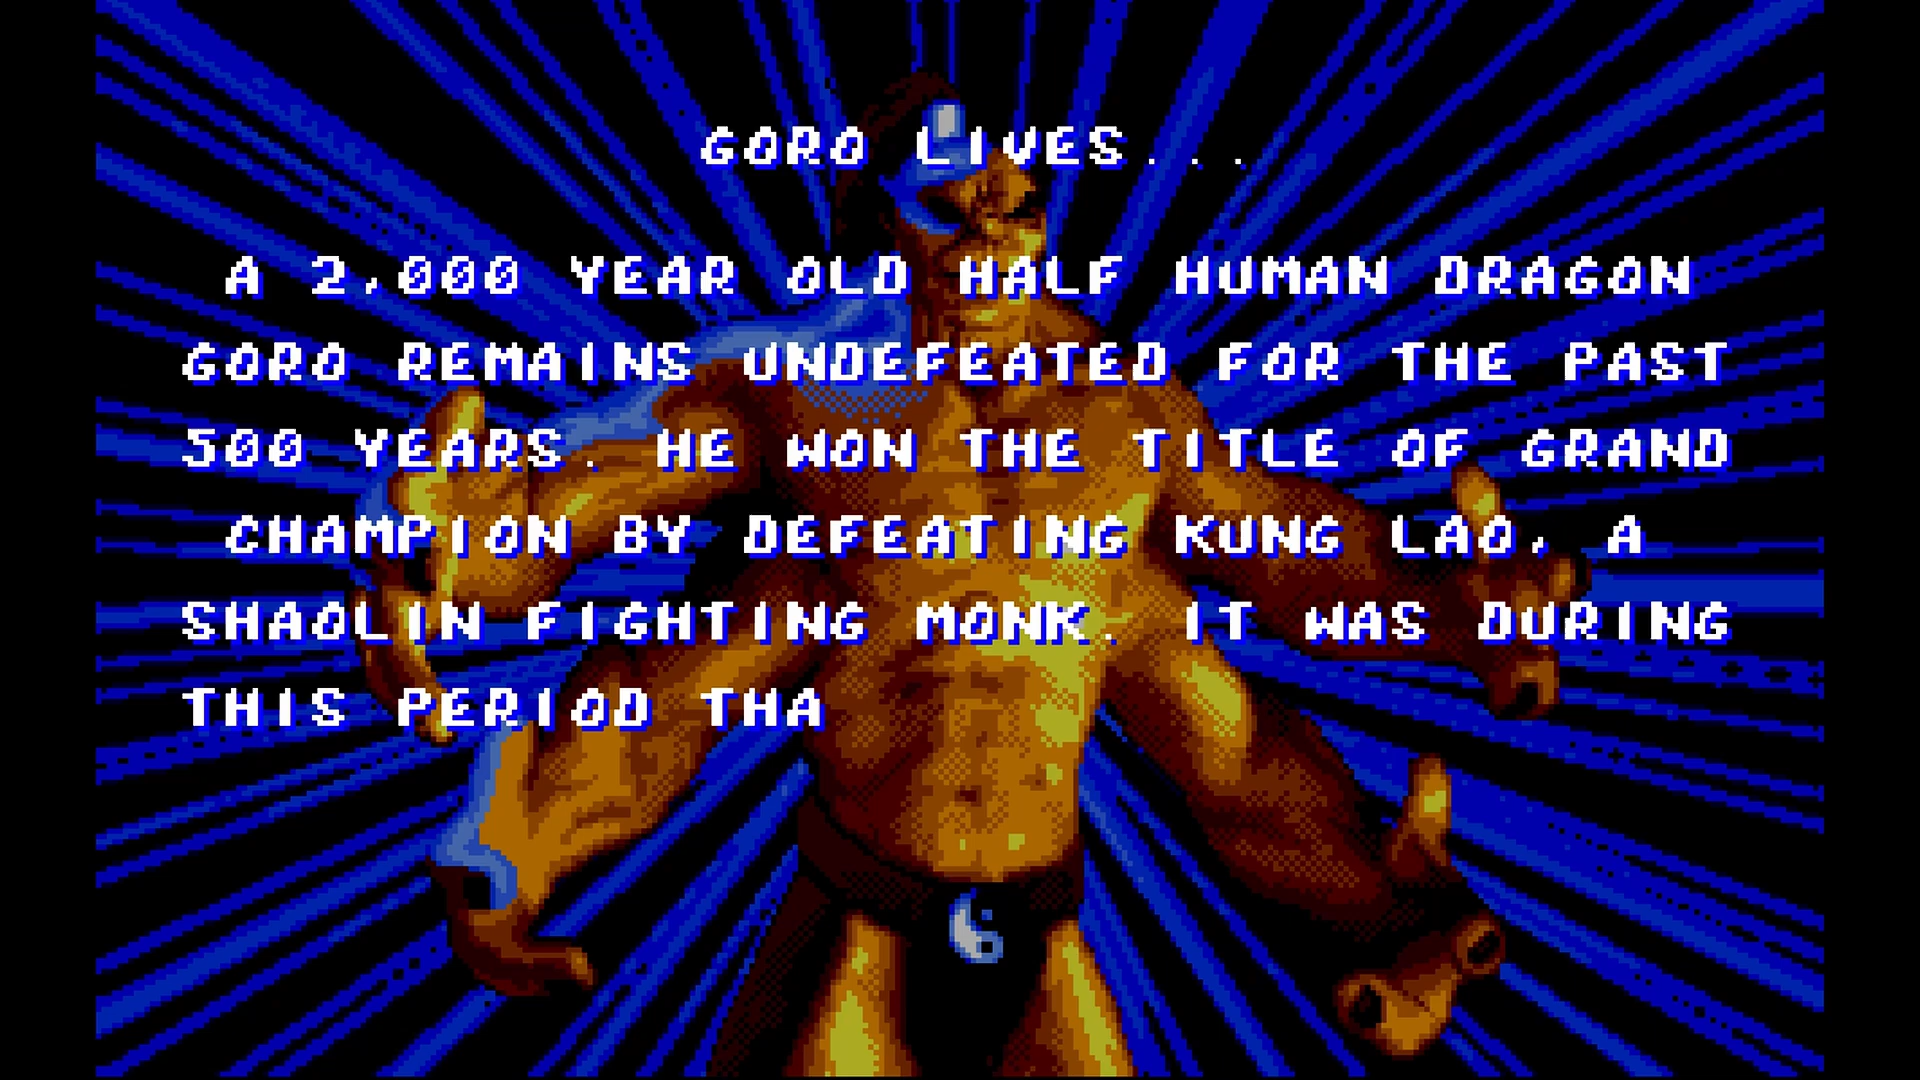 GORO LIVES...
A 2,000 YEAR OLD HALF HUMAN DRAGON
GORO REMAINS UNDEFEATED FOR THE PAST
500 YEARS. HE WON THE TITLE OF GRAND
CHAMPION BY DEFEATING KUNG LAO, A
SHAOLIN FIGHTING MONK. IT WAS DURING
THIS PERIOD THA